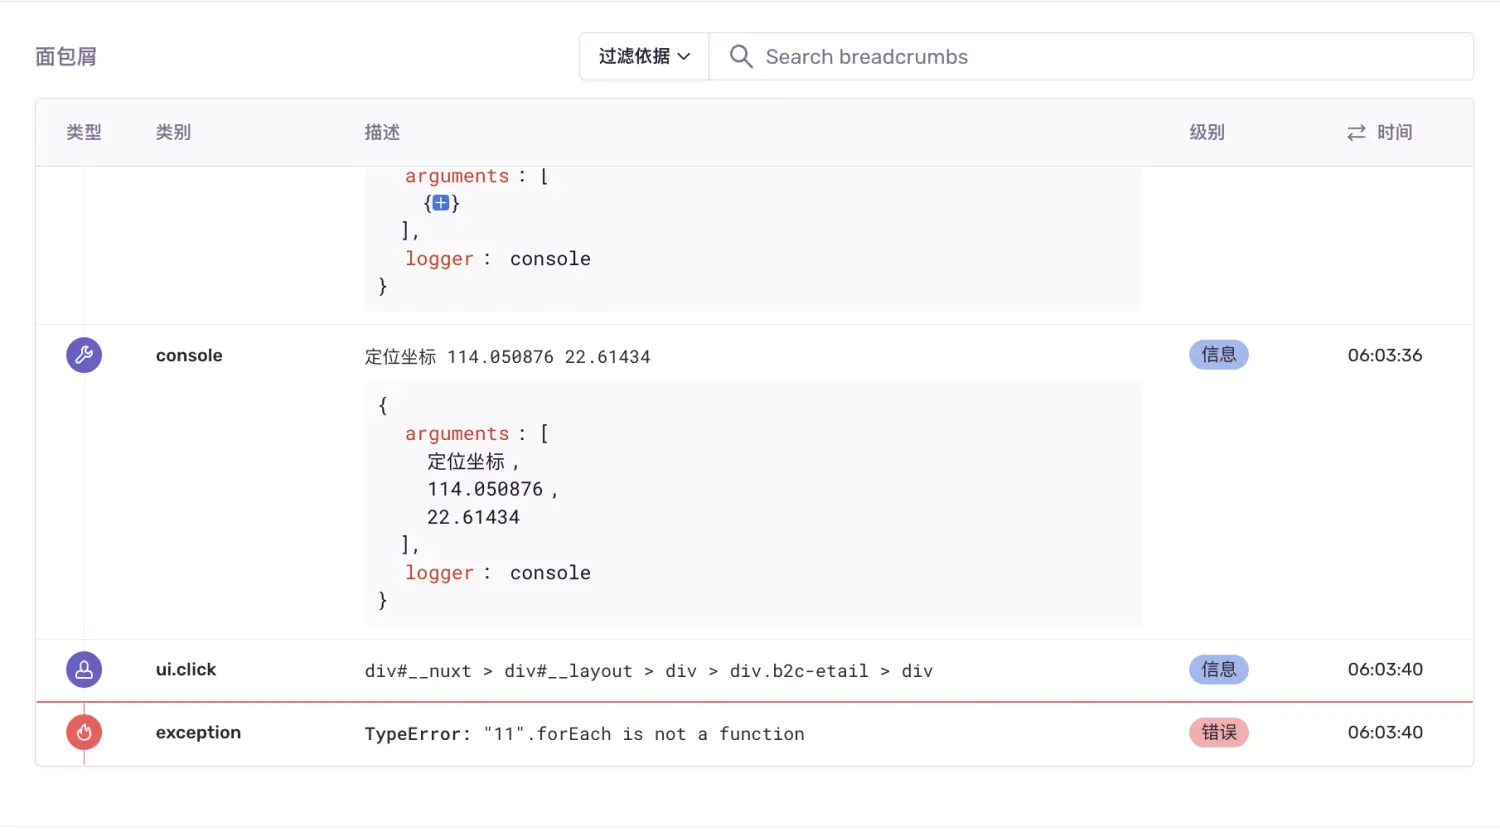 面包屑
过滤依据
Search breadcrumbs
类型 类别 描述 级别 时间
arguments : [
{+}
],
logger : console
}
console 定位坐标 114.050876 22.61434 信息 06:03:36
{
arguments : [
定位坐标 ,
114.050876 ,
22.61434
],
logger : console
}
ui.click div#__nuxt > div#__layout > div > div.b2c-etail > div 信息 06:03:40
exception TypeError: "11".forEach is not a function 错误 06:03:40